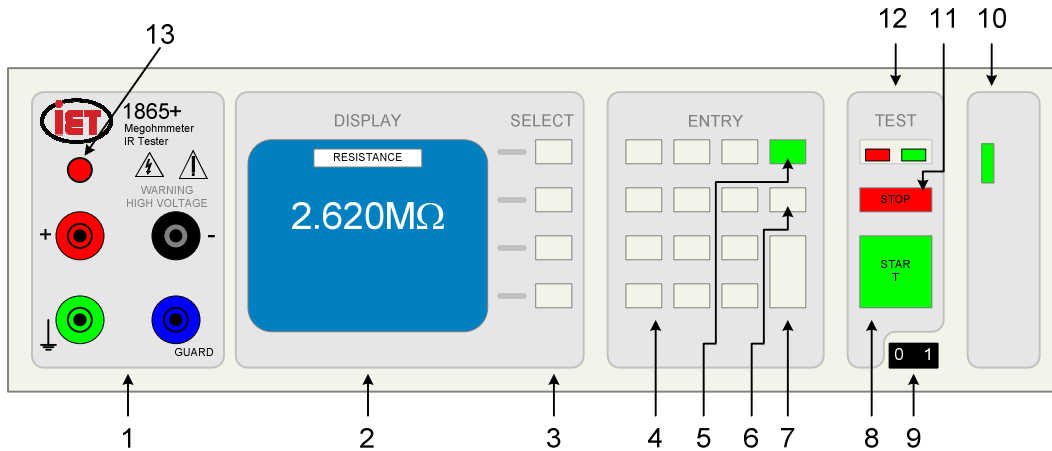 13
12
11
10
iET
1865+
Megohmmeter
IR Tester
WARNING
HIGH VOLTAGE
+
-
GUARD
DISPLAY
RESISTANCE
2.620MΩ
SELECT
ENTRY
TEST
STOP
STAR
T
0 1
1
2
3
4
5
6
7
8
9